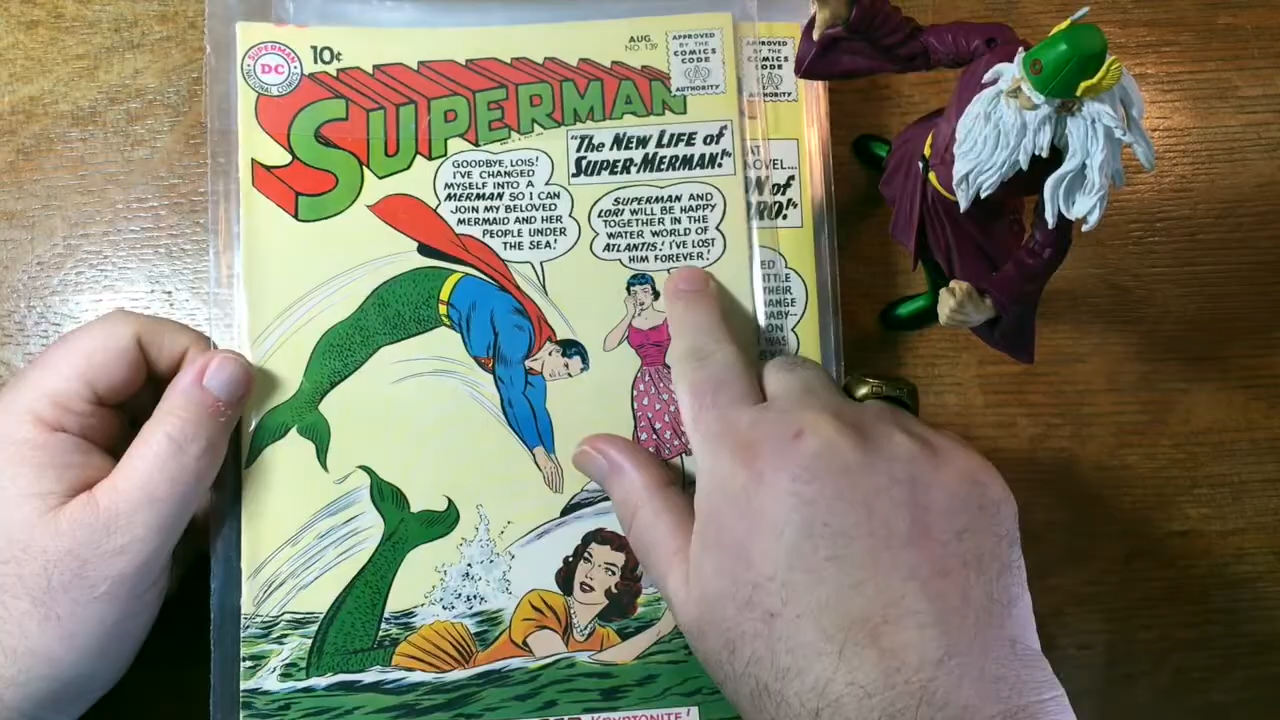 SUPERMAN
DC
NATIONAL COMICS
10¢
AUG.
NO. 139
APPROVED
BY THE
COMICS
CODE
AUTHORITY
SUPERMAN
"The NEW LIFE of
SUPER-MERMAN!"
GOODBYE, LOIS!
I'VE CHANGED
MYSELF INTO A
MERMAN SO I CAN
JOIN MY BELOVED
MERMAID AND HER
PEOPLE UNDER
THE SEA!
SUPERMAN AND
LORI WILL BE HAPPY
TOGETHER IN THE
WATER WORLD OF
ATLANTIS! I'VE LOST
HIM FOREVER!
KRYPTONITE!
APPROVED
BY THE
COMICS
CODE
AUTHORITY
OF
WAS